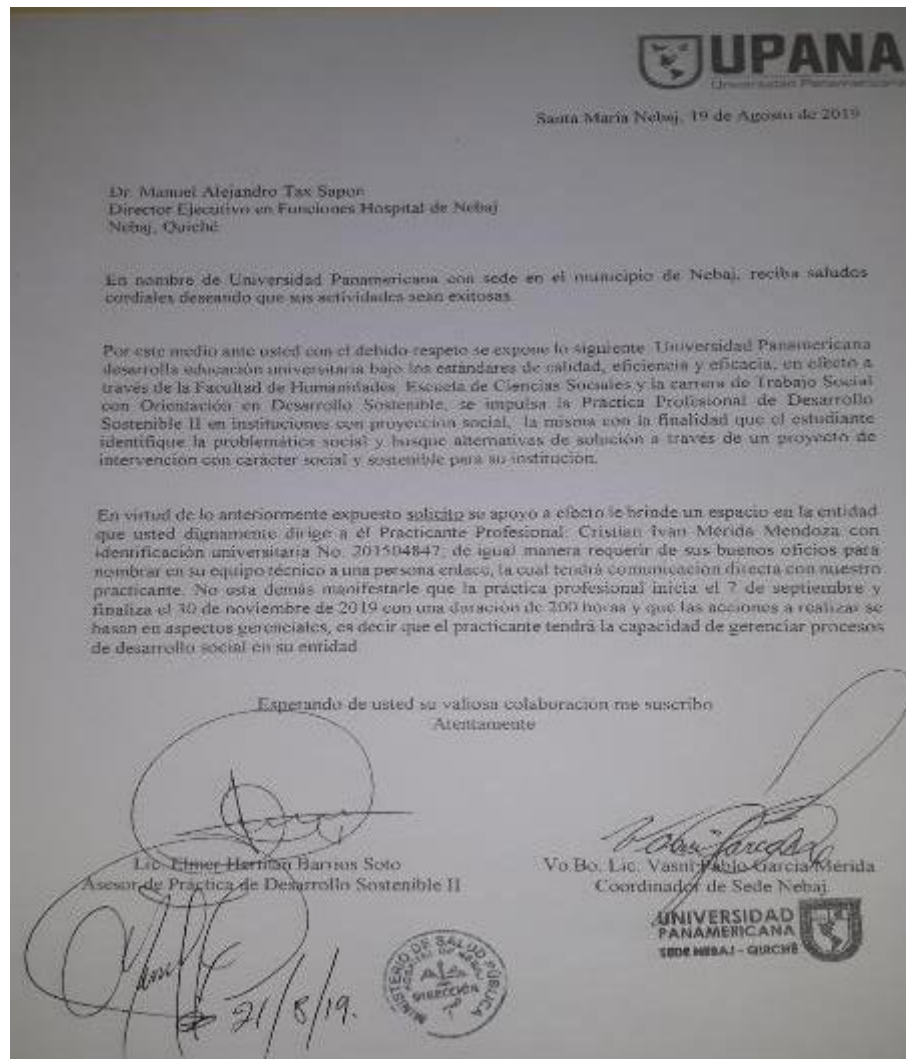 UPANA
Universidad Panamericana
Santa María Nebaj, 19 de Agosto de 2019
Dr. Manuel Alejandro Tax Sapon
Director Ejecutivo en Funciones Hospital de Nebaj
Nebaj, Quiché
En nombre de Universidad Panamericana con sede en el municipio de Nebaj, reciba saludos
cordiales deseando que sus actividades sean exitosas.
Por este medio ante usted con el debido respeto se expone lo siguiente: Universidad Panamericana
desarrolla educación universitaria bajo los estándares de calidad, eficiencia y eficacia, en efecto a
través de la Facultad de Humanidades, Escuela de Ciencias Sociales y la carrera de Trabajo Social
con Orientación en Desarrollo Sostenible, se impulsa la Práctica Profesional de Desarrollo
Sostenible II en instituciones con proyección social, la misma con la finalidad que el estudiante
identifique la problemática social y busque alternativas de solución a través de un proyecto de
intervención con carácter social y sostenible para su institución.
En virtud de lo anteriormente expuesto solicito su apoyo a efecto le brinde un espacio en la entidad
que usted dignamente dirige a él Practicante Profesional: Cristian Ivan Mérida Mendoza con
identificación universitaria No. 201504847; de igual manera requerir de sus buenos oficios para
nombrar en su equipo técnico a una persona enlace, la cual tendrá comunicación directa con nuestro
practicante. No esta demás manifestarle que la práctica profesional inicia el 7 de septiembre y
finaliza el 30 de noviembre de 2019 con una duración de 200 horas y que las acciones a realizar se
basan en aspectos gerenciales, es decir que el practicante tendrá la capacidad de gerenciar procesos
de desarrollo social en su entidad.
Esperando de usted su valiosa colaboración me suscribo
Atentamente
Lic. Elmer Hernán Barrios Soto
Asesor de Práctica de Desarrollo Sostenible II
Vo.Bo. Lic. Vasni Pablo García Mérida
Coordinador de Sede Nebaj
UNIVERSIDAD
PANAMERICANA
SEDE NEBAJ - QUICHÉ
MINISTERIO DE SALUD PÚBLICA
HOSPITAL DE NEBAJ
DIRECCIÓN
21/8/19.